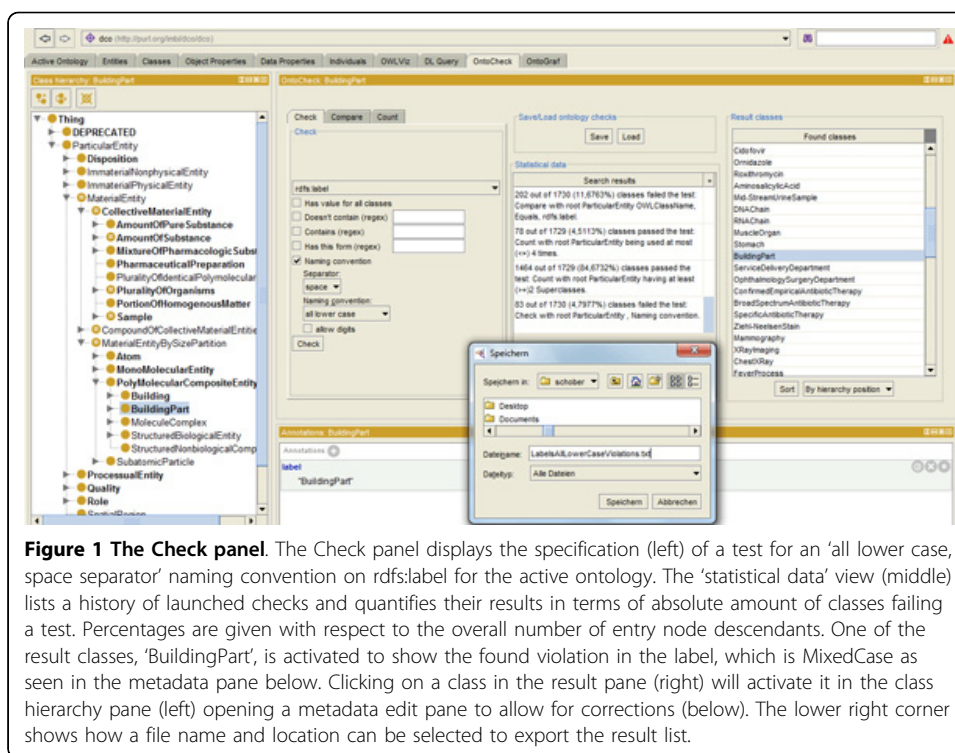 dco (http://purl.org/imbi/dco/dco)
Active Ontology Entities Classes Object Properties Data Properties Individuals OWLViz DL Query OntoCheck OntoGraf
Class hierarchy: BuildingPart
Thing
DEPRECATED
ParticularEntity
Disposition
ImmaterialNonphysicalEntity
ImmaterialPhysicalEntity
MaterialEntity
CollectiveMaterialEntity
AmountOfPureSubstance
AmountOfSubstance
MixtureOfPharmacologicSubst
PharmaceuticalPreparation
PluralityOfIdenticalPolymolecular
PluralityOfOrganisms
PortionOfHomogenousMatter
Sample
CompoundOfCollectiveMaterialEntitie
MaterialEntityBySizePartition
Atom
MonoMolecularEntity
PolyMolecularCompositeEntity
Building
BuildingPart
MoleculeComplex
StructuredBiologicalEntity
StructuredNonbiologicalComp
SubatomicParticle
ProcessualEntity
Quality
Role
SpatialRegion
OntoCheck: BuildingPart
Check Compare Count
Check
rdfs:label
Has value for all classes
Doesn't contain (regex)
Contains (regex)
Has this form (regex)
Naming convention
Separator:
space
Naming convention:
all lower case
allow digits
Check
Save/Load ontology checks
Save Load
Statistical data
Search results
202 out of 1730 (11,6763%) classes failed the test:
Compare with root ParticularEntity OWLClassName,
Equals, rdfs:label.
78 out of 1729 (4,5113%) classes passed the test:
Count with root ParticularEntity being used at most
(<=) 4 times.
1464 out of 1729 (84,6732%) classes passed the
test: Count with root ParticularEntity having at least
(>=)2 Superclasses.
83 out of 1730 (4,7977%) classes failed the test:
Check with root ParticularEntity , Naming convention.
Result classes
Found classes
Cidofovir
Ornidazole
Roxithromycin
AminosalicylicAcid
Mid-StreamUrineSample
DNAChain
RNAChain
MuscleOrgan
Stomach
BuildingPart
ServiceDeliveryDepartment
OphthalmologySurgeryDepartment
ConfirmedEmpiricalAntibioticTherapy
BroadSpectrumAntibioticTherapy
SpecificAntibioticTherapy
Ziehl-NeelsenStain
Mammography
XRayImaging
ChestXRay
FeverProcess
Sort By hierarchy position
Annotations: BuildingPart
Annotations
label
"BuildingPart"
Speichern
Speichern in: schober
Desktop
Documents
Dateiname: LabelsAllLowerCaseViolations.txt
Dateityp: Alle Dateien
Speichern Abbrechen
Figure 1 The Check panel. The Check panel displays the specification (left) of a test for an ‘all lower case,
space separator’ naming convention on rdfs:label for the active ontology. The ‘statistical data’ view (middle)
lists a history of launched checks and quantifies their results in terms of absolute amount of classes failing
a test. Percentages are given with respect to the overall number of entry node descendants. One of the
result classes, ‘BuildingPart’, is activated to show the found violation in the label, which is MixedCase as
seen in the metadata pane below. Clicking on a class in the result pane (right) will activate it in the class
hierarchy pane (left) opening a metadata edit pane to allow for corrections (below). The lower right corner
shows how a file name and location can be selected to export the result list.